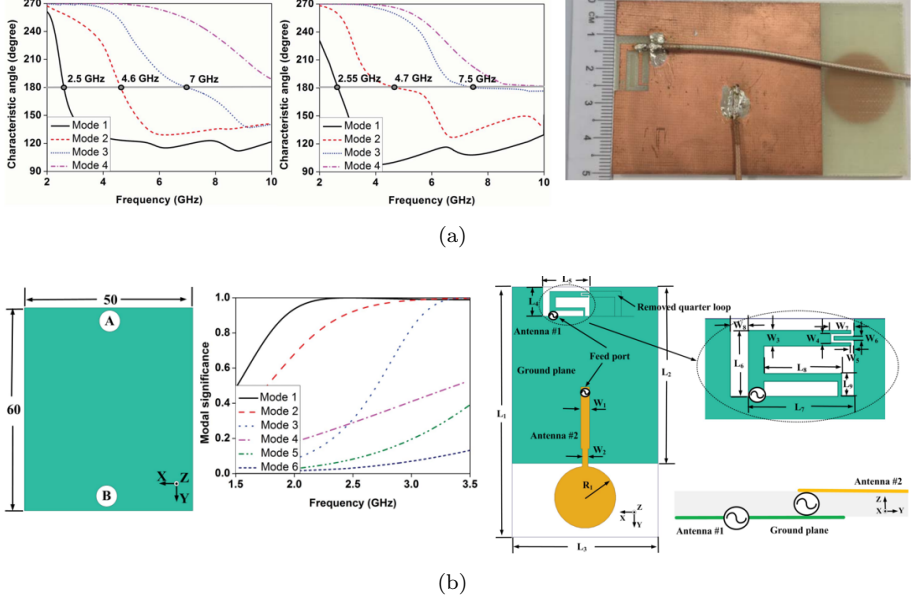 270
240
210
180
150
120
90
Characteristic angle (degree)
2.5 GHz
4.6 GHz
7 GHz
Mode 1
Mode 2
Mode 3
Mode 4
2
4
6
8
10
Frequency (GHz)
270
240
210
180
150
120
90
Characteristic angle (degree)
2.55 GHz
4.7 GHz
7.5 GHz
Mode 1
Mode 2
Mode 3
Mode 4
2
4
6
8
10
Frequency (GHz)
0
CM
1
2
3
4
5
(a)
50
60
A
B
X
Z
Y
1.0
0.8
0.6
0.4
0.2
0.0
Modal significance
Mode 1
Mode 2
Mode 3
Mode 4
Mode 5
Mode 6
1.5
2.0
2.5
3.0
3.5
Frequency (GHz)
L5
L4
Removed quarter loop
Antenna #1
Feed port
Ground plane
L2
L1
W1
Antenna #2
W2
R1
X
Z
Y
L3
W8
W7
W3
W4
W6
W5
L6
L8
L9
L7
Antenna #2
Z
X
Y
Antenna #1
Ground plane
(b)